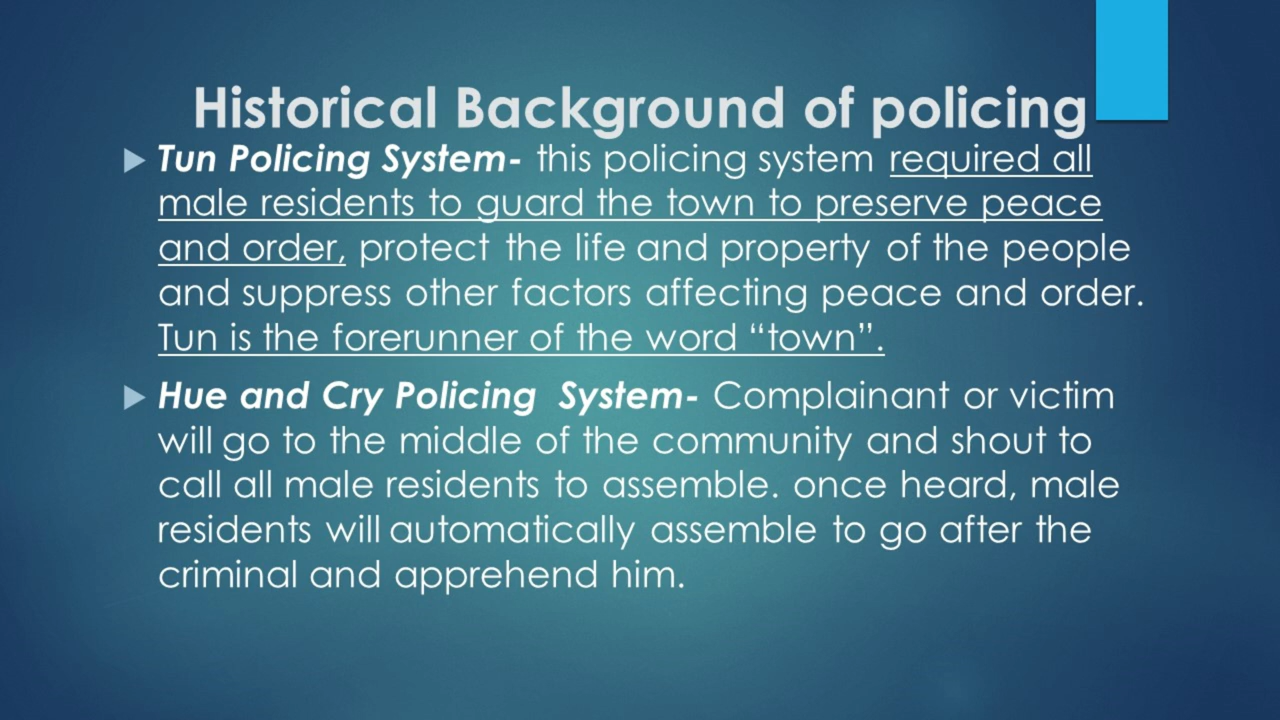 Historical Background of policing
Tun Policing System- this policing system required all
male residents to guard the town to preserve peace
and order, protect the life and property of the people
and suppress other factors affecting peace and order.
Tun is the forerunner of the word “town”.
Hue and Cry Policing  System- Complainant or victim
will go to the middle of the community and shout to
call all male residents to assemble. once heard, male
residents will automatically assemble to go after the
criminal and apprehend him.